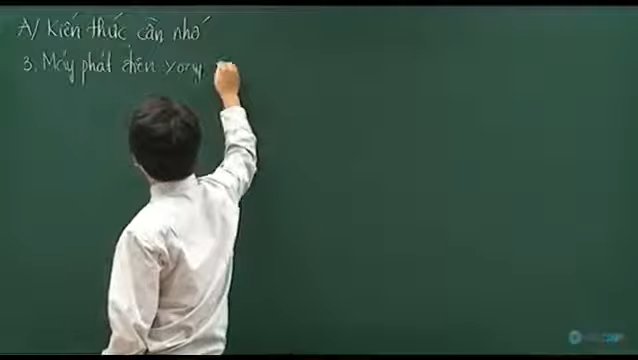 A/ Kiến thức cần nhớ
3. Máy phát điện xoay